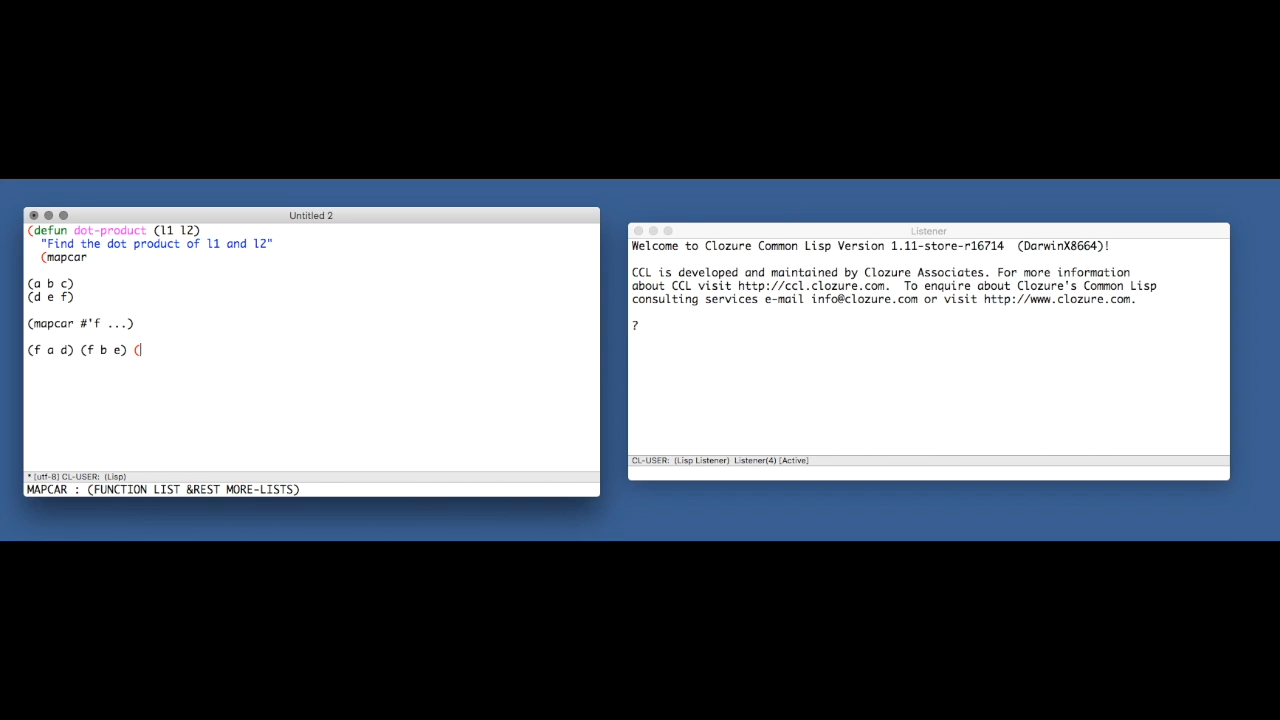 Untitled 2
(defun dot-product (l1 l2)
"Find the dot product of l1 and l2"
(mapcar
(a b c)
(d e f)
(mapcar #'f ...)
(f a d) (f b e) (
* [utf-8] CL-USER: (Lisp)
MAPCAR : (FUNCTION LIST &REST MORE-LISTS)
Listener
Welcome to Clozure Common Lisp Version 1.11-store-r16714 (DarwinX8664)!
CCL is developed and maintained by Clozure Associates. For more information
about CCL visit http://ccl.clozure.com. To enquire about Clozure's Common Lisp
consulting services e-mail info@clozure.com or visit http://www.clozure.com.
?
CL-USER: (Lisp Listener) Listener(4) [Active]